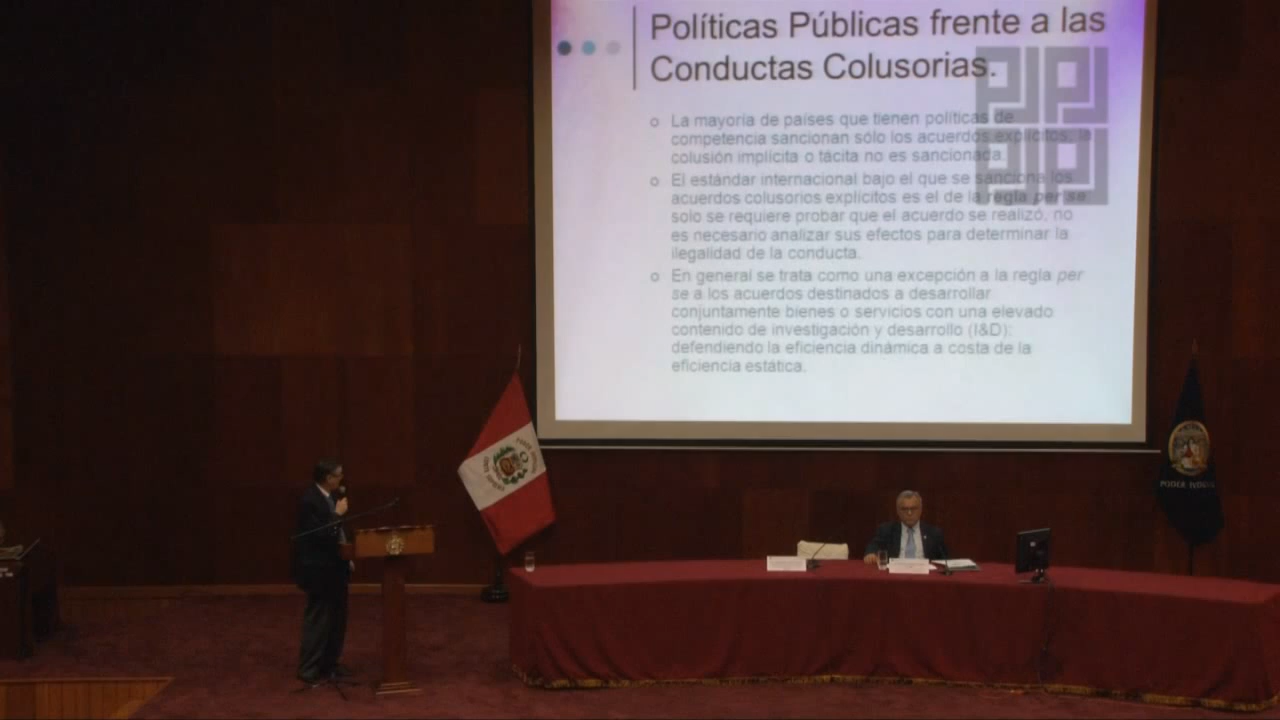 Políticas Públicas frente a las
Conductas Colusorias.
La mayoría de países que tienen políticas de
competencia sancionan sólo los acuerdos explícitos, la
colusión implícita o tácita no es sancionada.
El estándar internacional bajo el que se sanciona los
acuerdos colusorios explícitos es el de la regla per se
solo se requiere probar que el acuerdo se realizó, no
es necesario analizar sus efectos para determinar la
ilegalidad de la conducta.
En general se trata como una excepción a la regla per
se a los acuerdos destinados a desarrollar
conjuntamente bienes o servicios con una elevado
contenido de investigación y desarrollo (I&D);
defendiendo la eficiencia dinámica a costa de la
eficiencia estática.
PODER